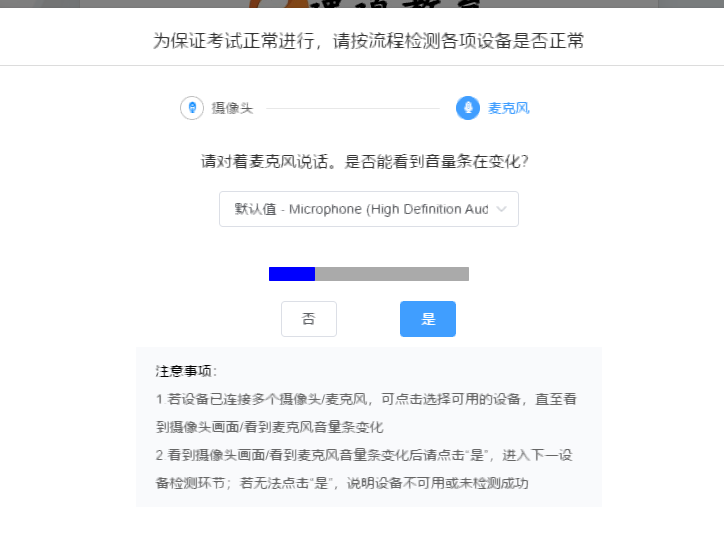 为保证考试正常进行，请按流程检测各项设备是否正常
摄像头
麦克风
请对着麦克风说话。是否能看到音量条在变化？
默认值 - Microphone (High Definition Aud
否
是
注意事项：
1 若设备已连接多个摄像头/麦克风，可点击选择可用的设备，直至看
到摄像头画面/看到麦克风音量条变化
2 看到摄像头画面/看到麦克风音量条变化后请点击“是”，进入下一设
备检测环节；若无法点击“是”，说明设备不可用或未检测成功